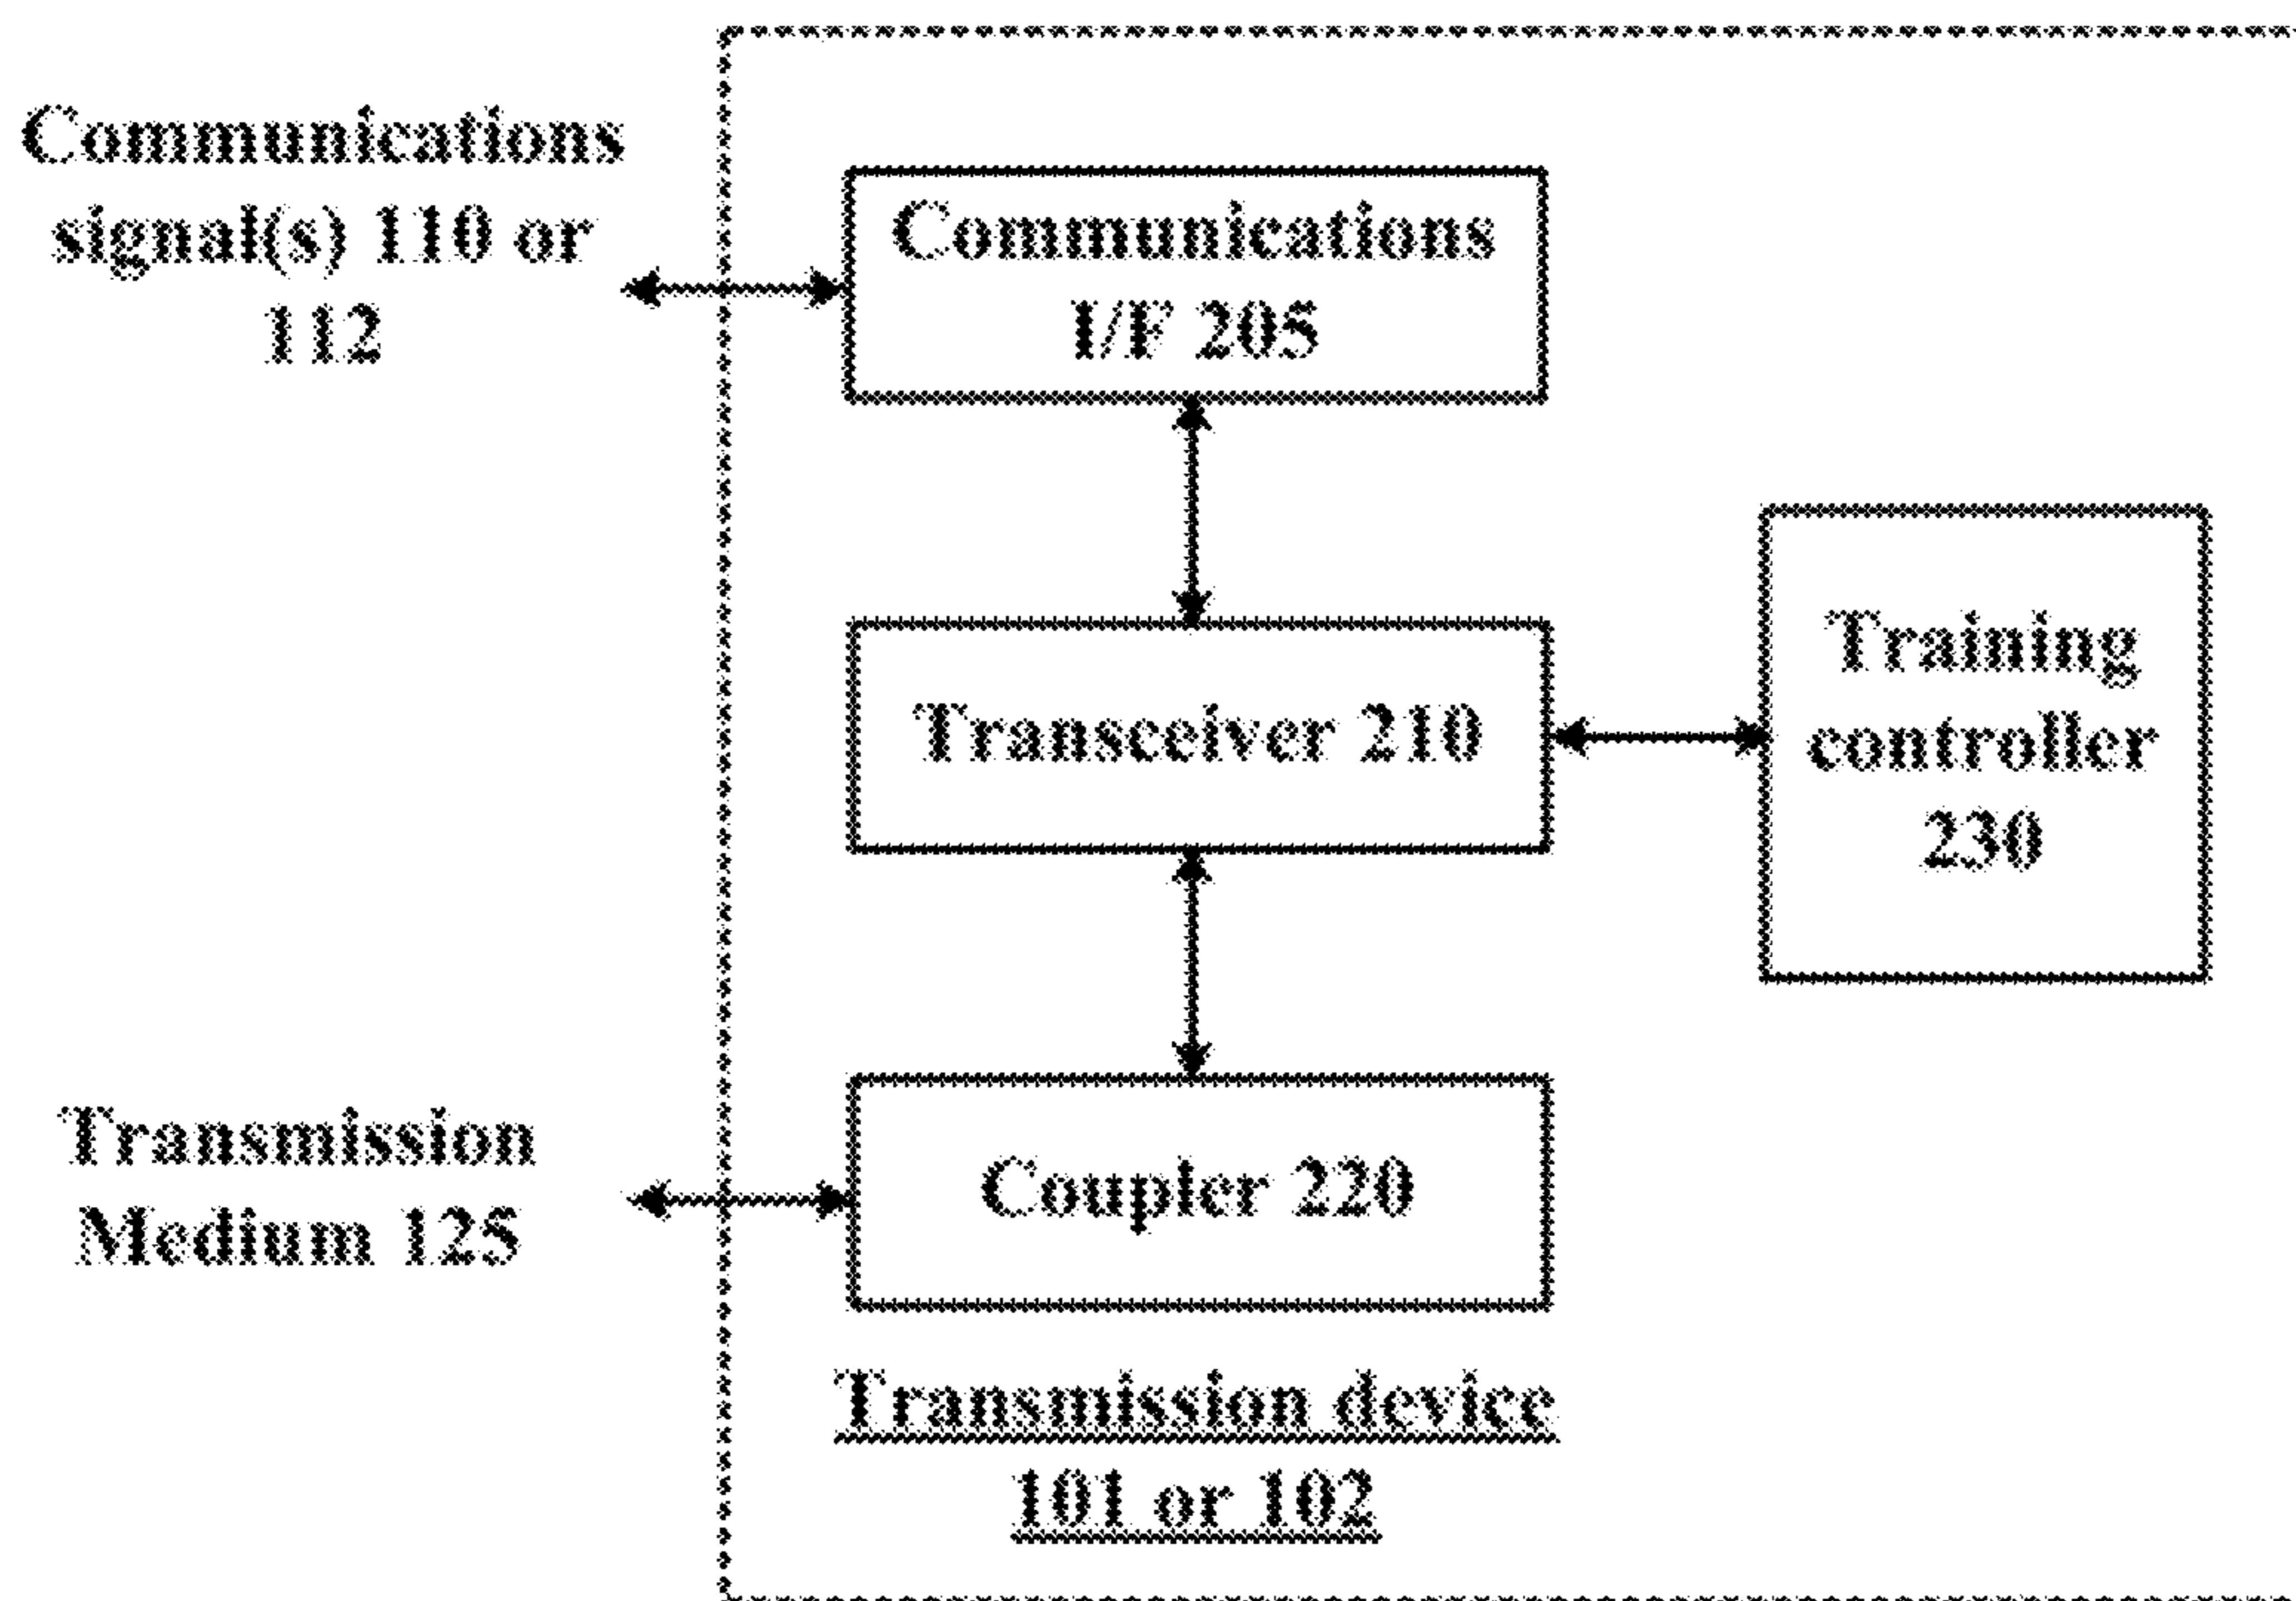 Communications
signal(s) 110 or
112
Communications
I/F 205
Transceiver 210
Training
controller
230
Transmission
Medium 125
Coupler 220
Transmission device
101 or 102